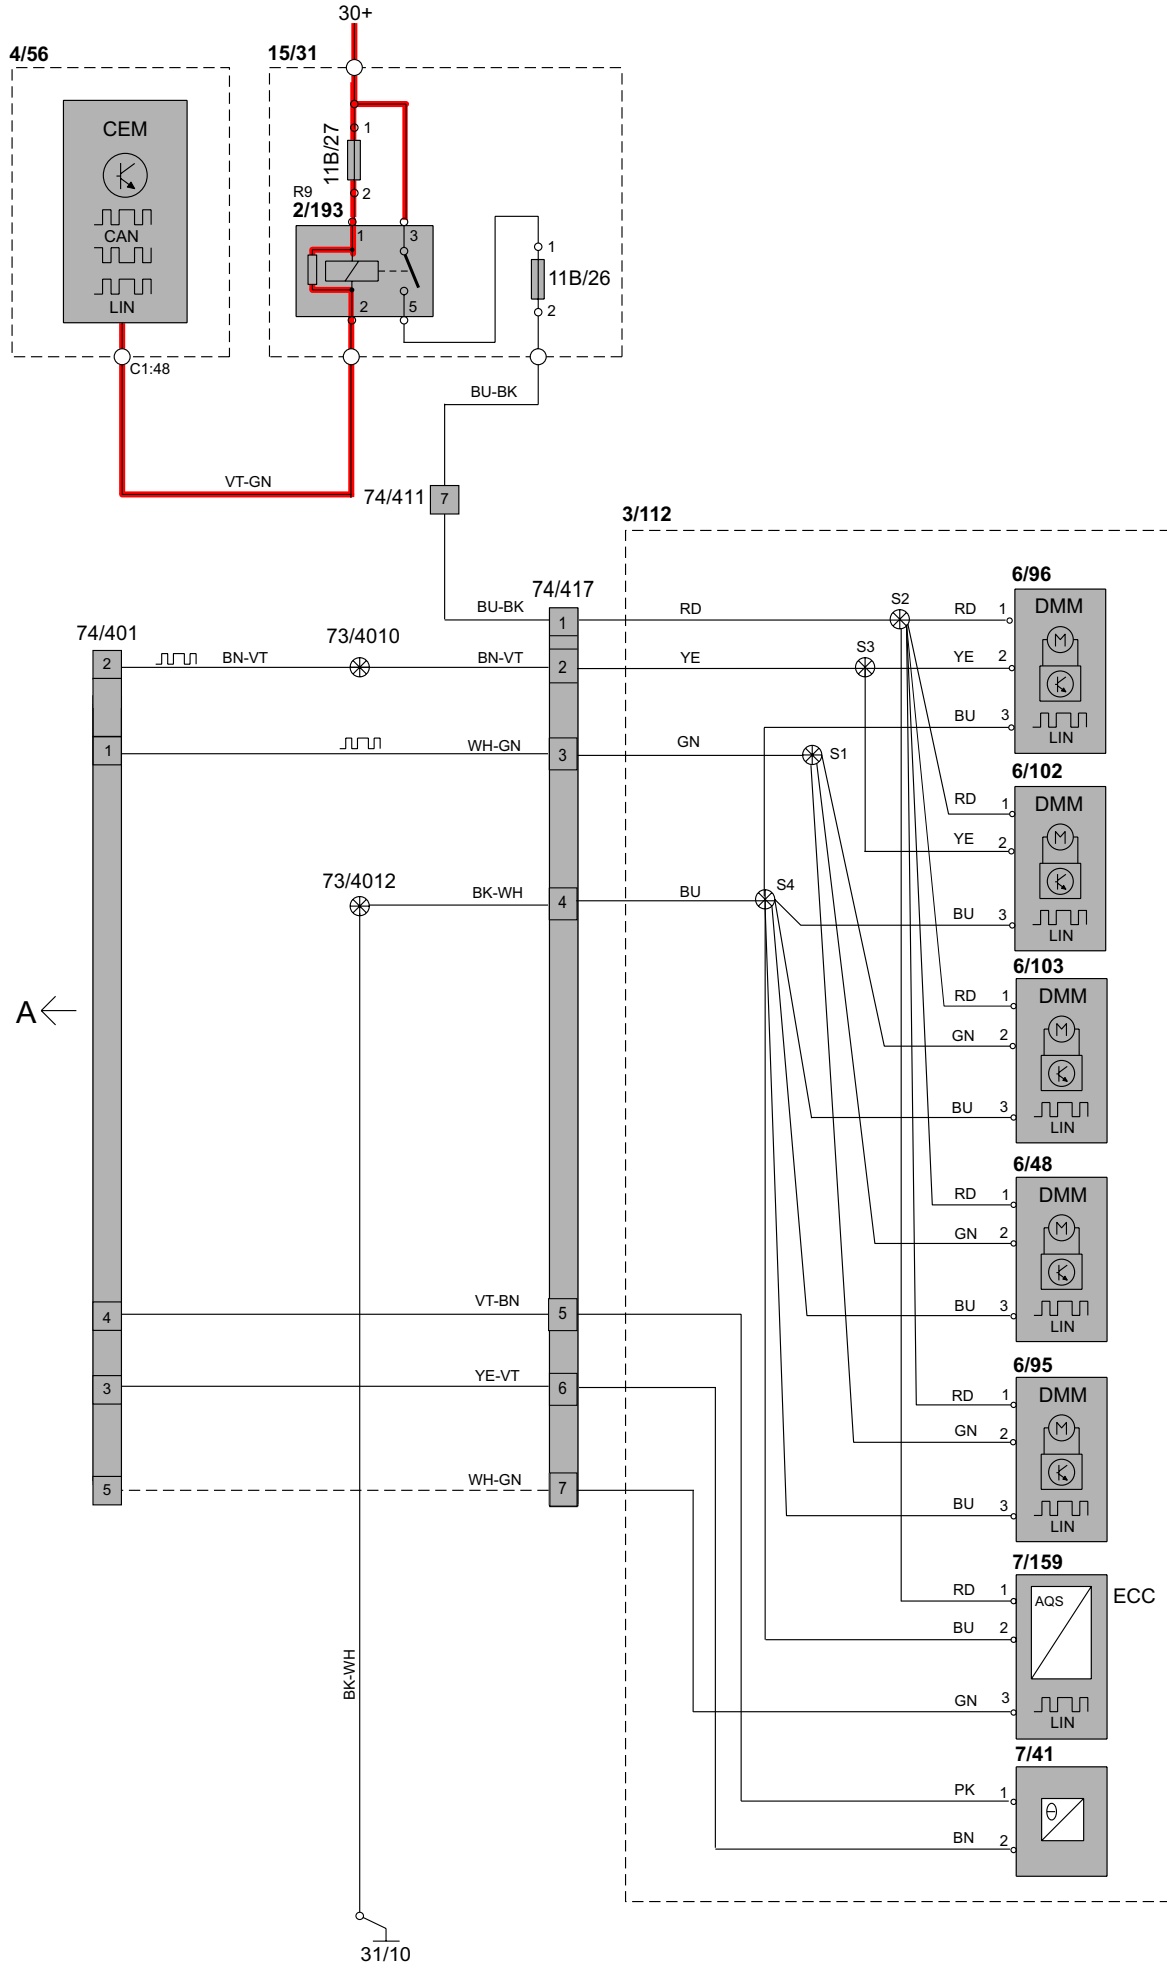 30+
4/56
15/31
CEM
CAN
LIN
C1:48
11B/27
1
2
R9
2/193
1
3
2
5
1
11B/26
2
BU-BK
VT-GN
74/411
7
3/112
74/417
BU-BK
1
RD
S2
RD
1
6/96
DMM
M
74/401
2
BN-VT
73/4010
BN-VT
2
YE
S3
YE
2
BU
3
LIN
1
WH-GN
3
GN
S1
6/102
RD
1
DMM
M
YE
2
73/4012
BK-WH
4
BU
S4
BU
3
LIN
6/103
RD
1
DMM
M
A
GN
2
BU
3
LIN
6/48
RD
1
DMM
M
GN
2
4
VT-BN
5
BU
3
LIN
6/95
3
YE-VT
6
RD
1
DMM
M
GN
2
5
WH-GN
7
BU
3
LIN
7/159
RD
1
AQS
ECC
BU
2
BK-WH
GN
3
LIN
7/41
PK
1
θ
BN
2
31/10